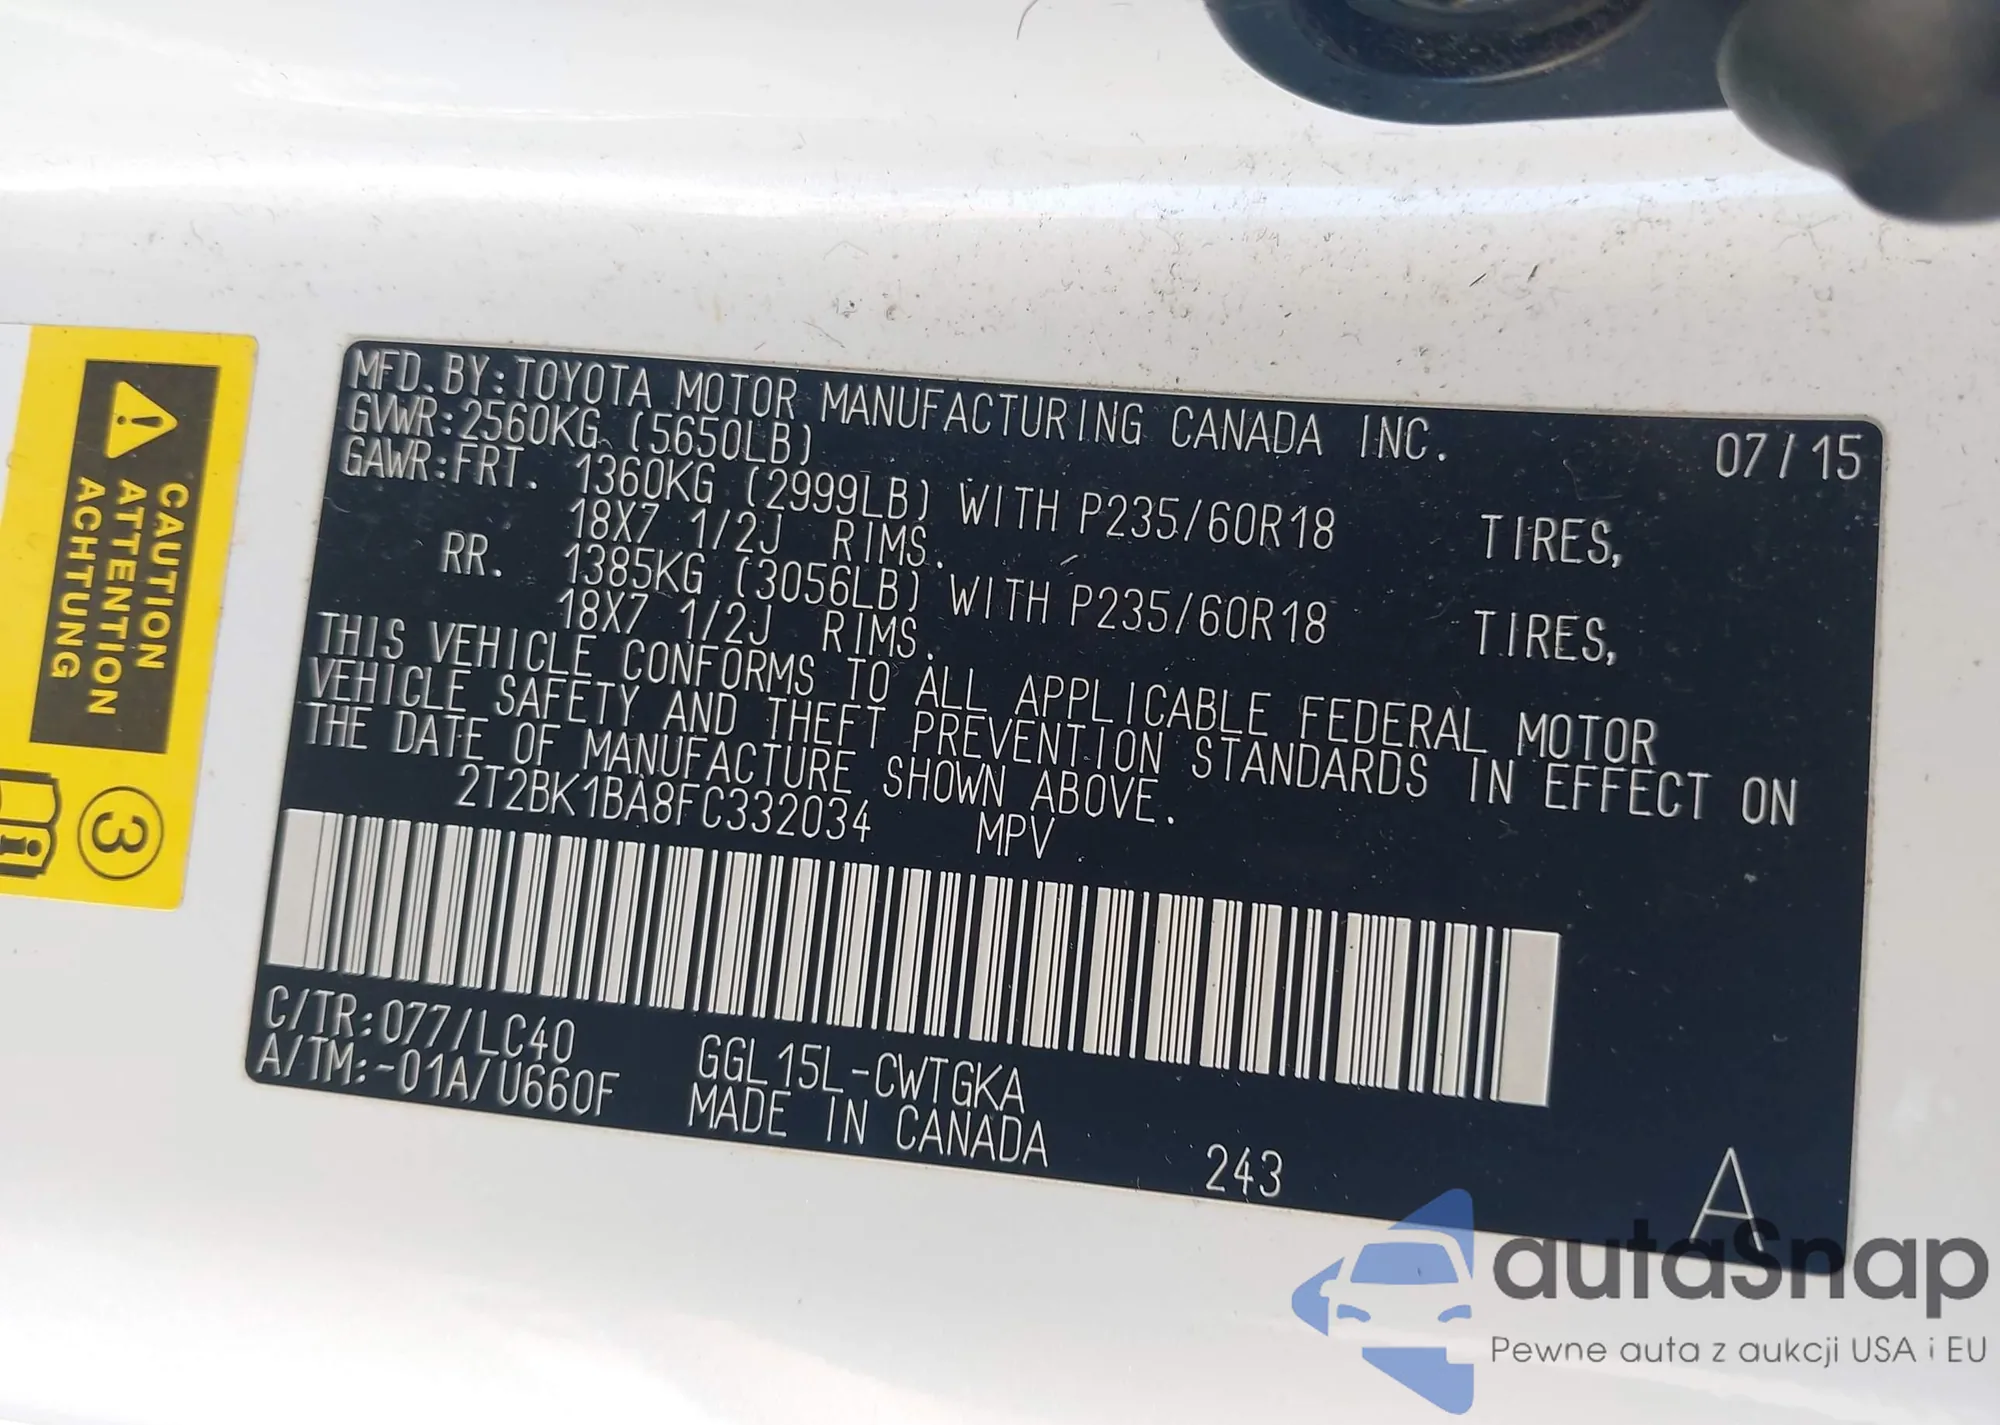 MFD. BY: TOYOTA MOTOR MANUFACTURING CANADA INC. 07/15
GVWR: 2560KG (5650LB)
GAWR: FRT. 1360KG (2999LB) WITH P235/60R18 TIRES,
18X7 1/2J RIMS.
RR. 1385KG (3056LB) WITH P235/60R18 TIRES,
18X7 1/2J RIMS.
THIS VEHICLE CONFORMS TO ALL APPLICABLE FEDERAL MOTOR
VEHICLE SAFETY AND THEFT PREVENTION STANDARDS IN EFFECT ON
THE DATE OF MANUFACTURE SHOWN ABOVE.
2T2BK1BA8FC332034 MPV
C/TR: 077/LC40 GGL15L-CWTGKA
A/TM: -01A/U660F MADE IN CANADA 243 A
CAUTION
ATTENTION
ACHTUNG
3
autaSnap
Pewne auta z aukcji USA i EU